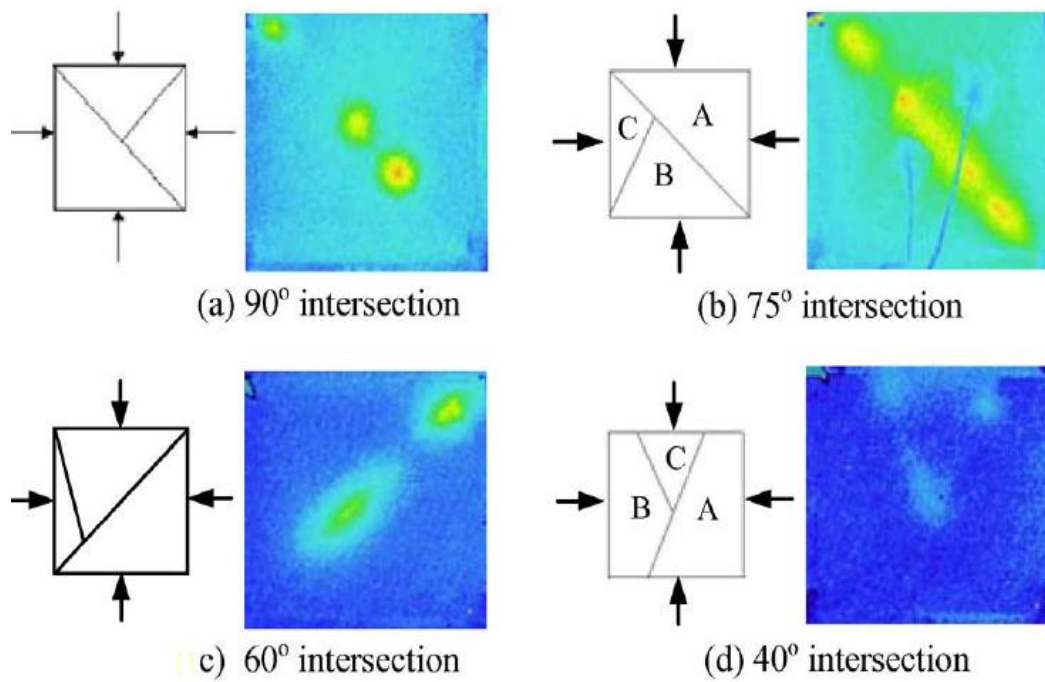 A
C
B
(a) 90° intersection
(b) 75° intersection
C
B
A
c) 60° intersection
(d) 40° intersection